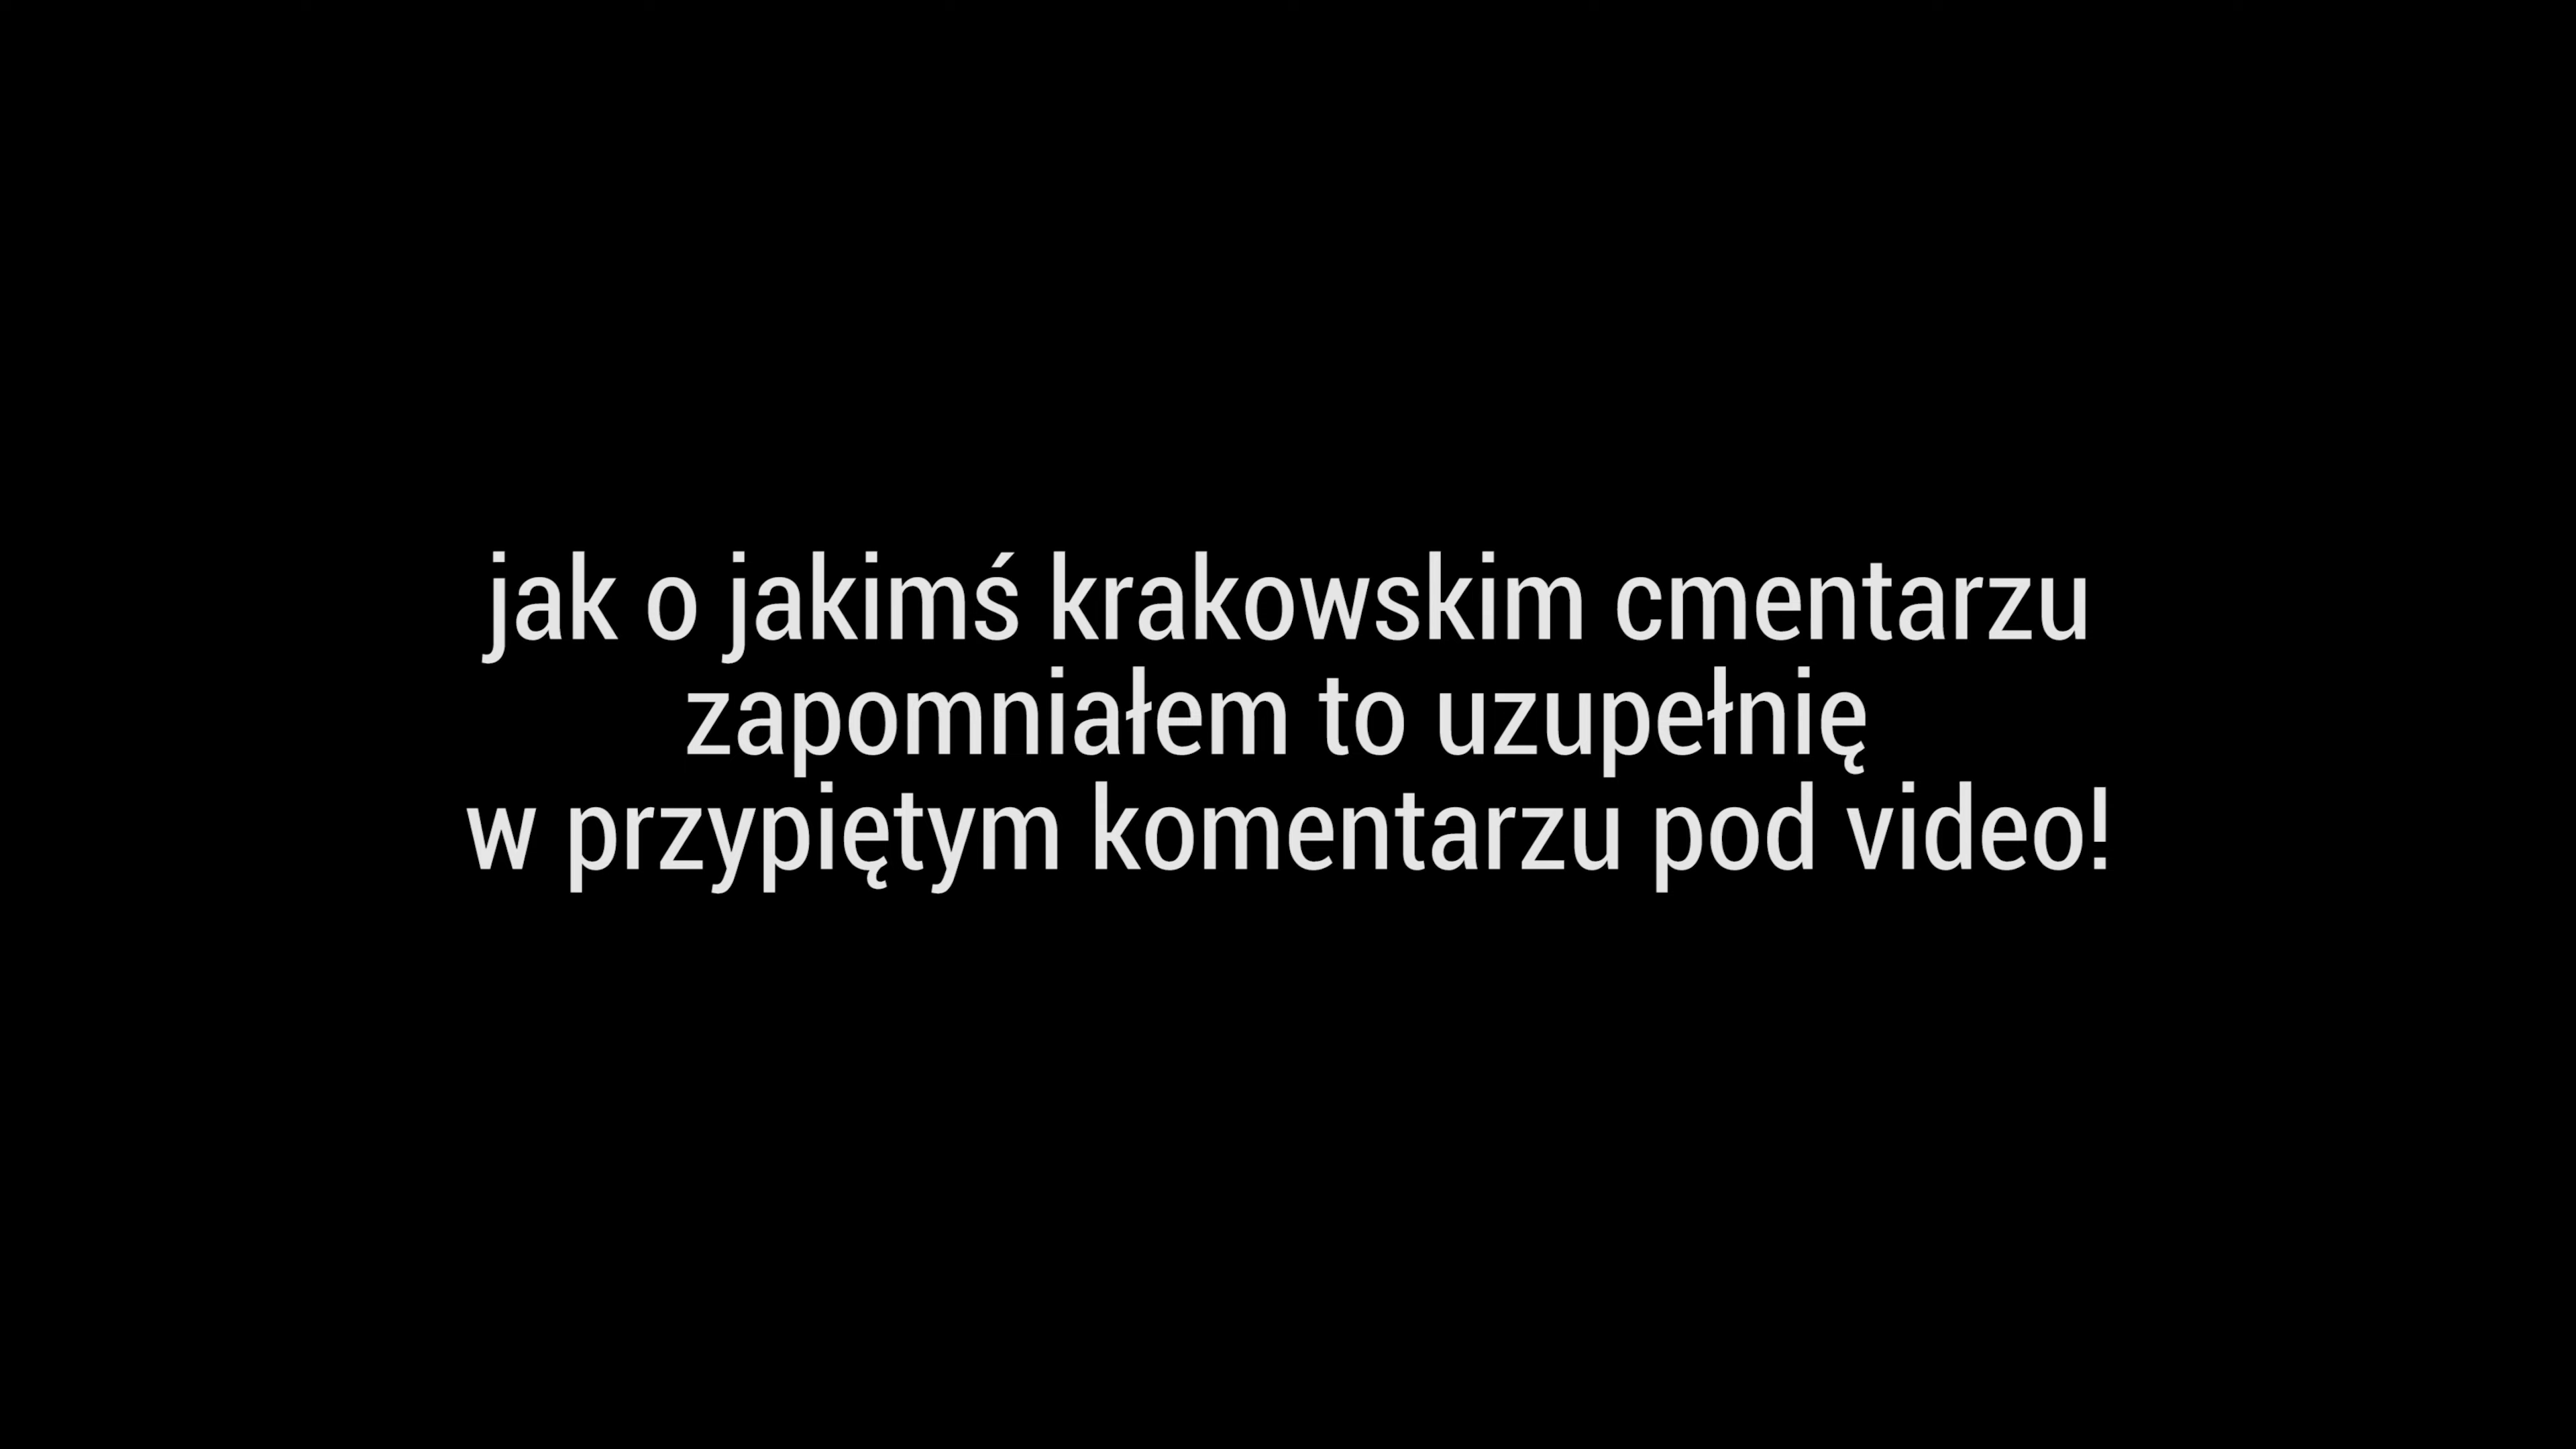 jak o jakimś krakowskim cmentarzu
zapomniałem to uzupełnię
w przypiętym komentarzu pod video!